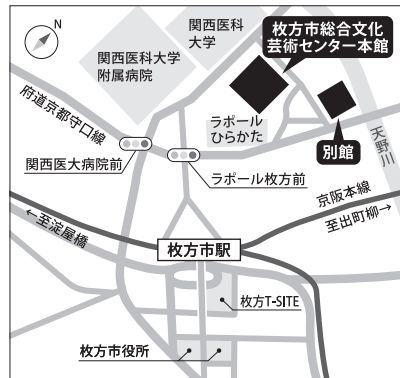 N
関西医科
大学
関西医科大学
附属病院
枚方市総合文化
芸術センター本館
別館
ラポール
ひらかた
天野川
府道京都守口線
関西医大病院前
ラポール枚方前
京阪本線
至出町柳→
←至淀屋橋
枚方市駅
枚方T-SITE
枚方市役所